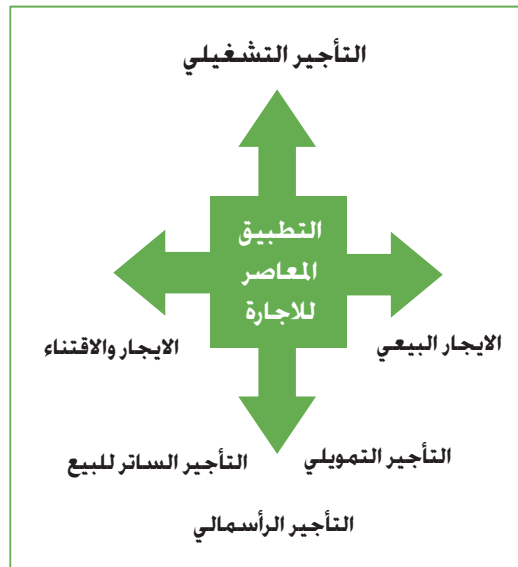 التأجير التشغيلي
التطبيق
المعاصر
للاجارة
الايجار البيعي
الايجار والاقتناء
التأجير التمويلي
التأجير الساتر للبيع
التأجير الرأسمالي